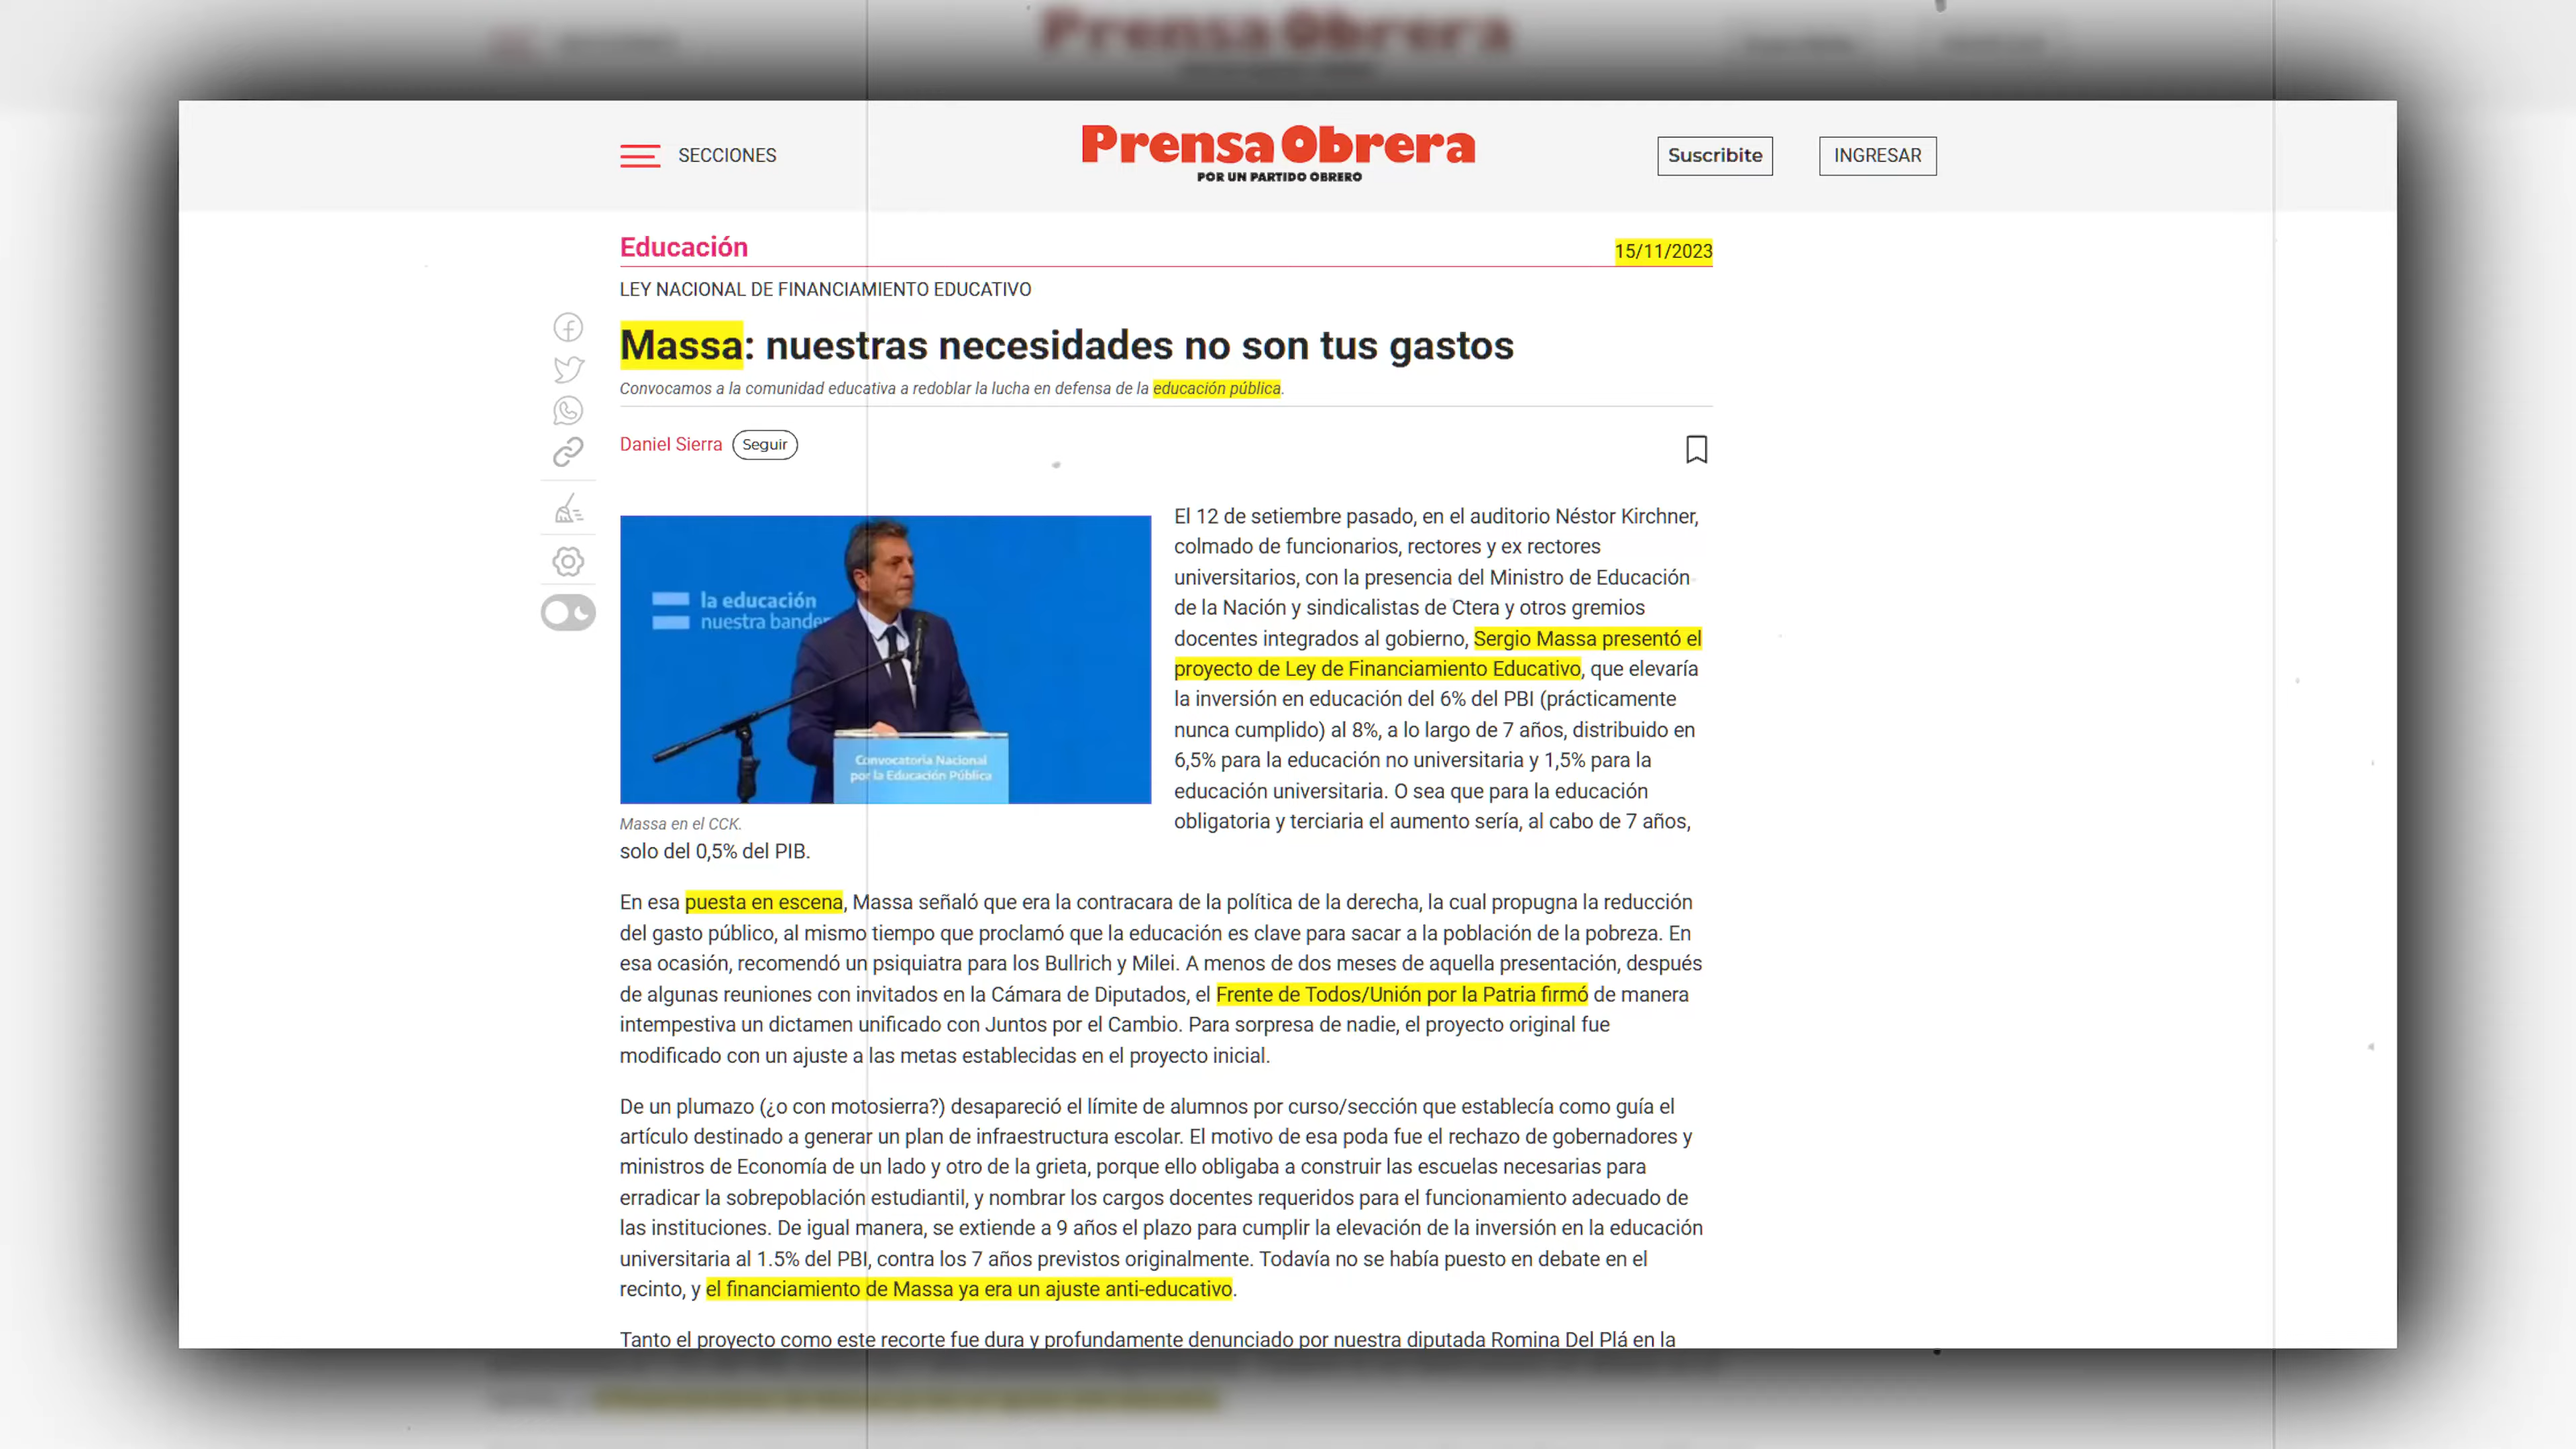 Prensa Obrera
SECCIONES
Prensa Obrera
POR UN PARTIDO OBRERO
Suscribite
INGRESAR
Educación
15/11/2023
LEY NACIONAL DE FINANCIAMIENTO EDUCATIVO
Massa: nuestras necesidades no son tus gastos
Convocamos a la comunidad educativa a redoblar la lucha en defensa de la educación pública.
Daniel Sierra
Seguir
la educación
nuestra bander
Convocatoria Nacional
por la Educación Pública
Massa en el CCK.
El 12 de setiembre pasado, en el auditorio Néstor Kirchner,
colmado de funcionarios, rectores y ex rectores
universitarios, con la presencia del Ministro de Educación
de la Nación y sindicalistas de Ctera y otros gremios
docentes integrados al gobierno, Sergio Massa presentó el
proyecto de Ley de Financiamiento Educativo, que elevaría
la inversión en educación del 6% del PBI (prácticamente
nunca cumplido) al 8%, a lo largo de 7 años, distribuido en
6,5% para la educación no universitaria y 1,5% para la
educación universitaria. O sea que para la educación
obligatoria y terciaria el aumento sería, al cabo de 7 años,
solo del 0,5% del PIB.
En esa puesta en escena, Massa señaló que era la contracara de la política de la derecha, la cual propugna la reducción
del gasto público, al mismo tiempo que proclamó que la educación es clave para sacar a la población de la pobreza. En
esa ocasión, recomendó un psiquiatra para los Bullrich y Milei. A menos de dos meses de aquella presentación, después
de algunas reuniones con invitados en la Cámara de Diputados, el Frente de Todos/Unión por la Patria firmó de manera
intempestiva un dictamen unificado con Juntos por el Cambio. Para sorpresa de nadie, el proyecto original fue
modificado con un ajuste a las metas establecidas en el proyecto inicial.
De un plumazo (¿o con motosierra?) desapareció el límite de alumnos por curso/sección que establecía como guía el
artículo destinado a generar un plan de infraestructura escolar. El motivo de esa poda fue el rechazo de gobernadores y
ministros de Economía de un lado y otro de la grieta, porque ello obligaba a construir las escuelas necesarias para
erradicar la sobrepoblación estudiantil, y nombrar los cargos docentes requeridos para el funcionamiento adecuado de
las instituciones. De igual manera, se extiende a 9 años el plazo para cumplir la elevación de la inversión en la educación
universitaria al 1.5% del PBI, contra los 7 años previstos originalmente. Todavía no se había puesto en debate en el
recinto, y el financiamiento de Massa ya era un ajuste anti-educativo.
Tanto el proyecto como este recorte fue dura y profundamente denunciado por nuestra diputada Romina Del Plá en la